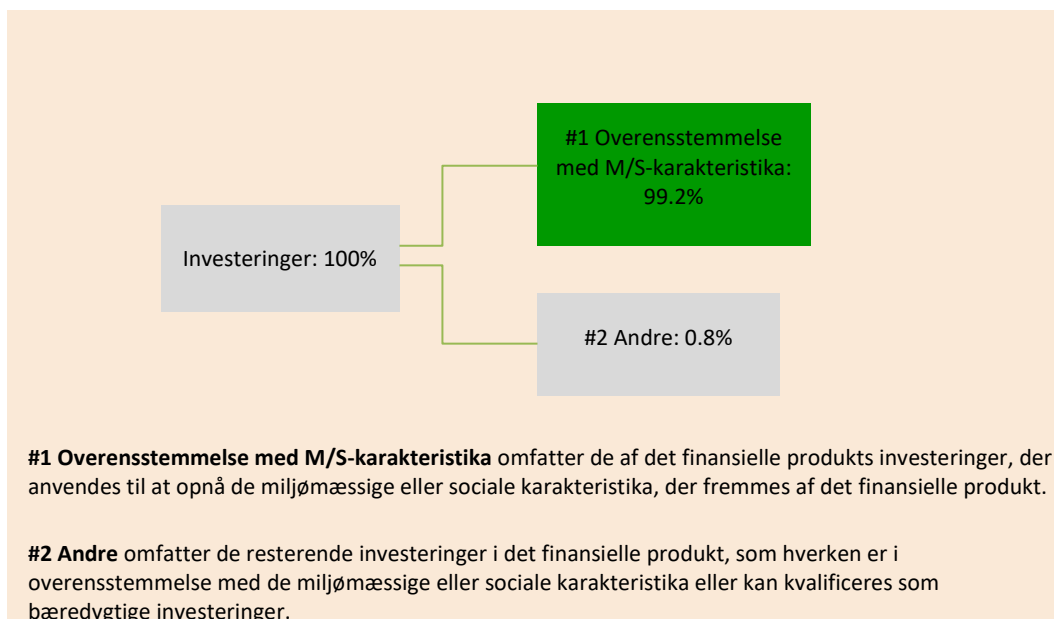 #1 Overensstemmelse
med M/S-karakteristika:
99.2%
Investeringer: 100%
#2 Andre: 0.8%
#1 Overensstemmelse med M/S-karakteristika omfatter de af det finansielle produkts investeringer, der
anvendes til at opnå de miljømæssige eller sociale karakteristika, der fremmes af det finansielle produkt.
#2 Andre omfatter de resterende investeringer i det finansielle produkt, som hverken er i
overensstemmelse med de miljømæssige eller sociale karakteristika eller kan kvalificeres som
bæredygtige investeringer.